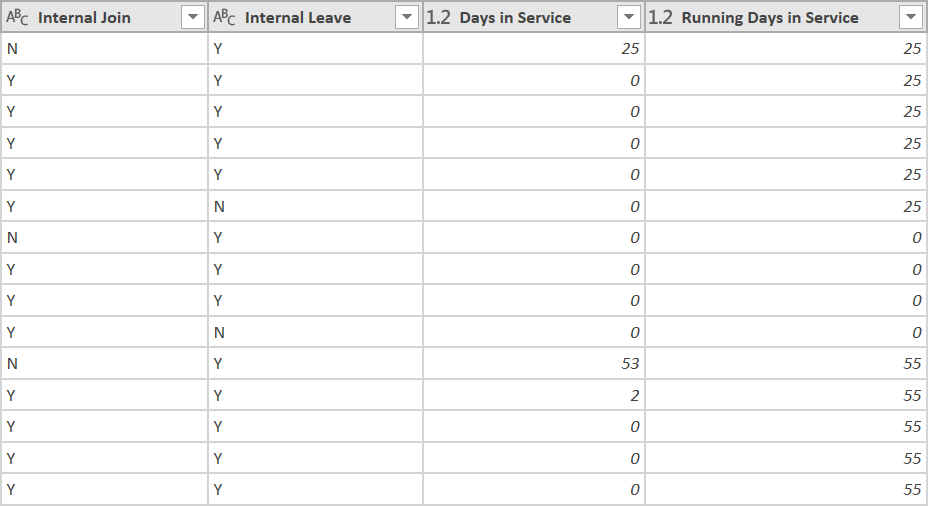 ABC Internal Join ABC Internal Leave 1.2 Days in Service 1.2 Running Days in Service
N Y 25 25
Y Y 0 25
Y Y 0 25
Y Y 0 25
Y Y 0 25
Y N 0 25
N Y 0 0
Y Y 0 0
Y Y 0 0
Y N 0 0
N Y 53 55
Y Y 2 55
Y Y 0 55
Y Y 0 55
Y Y 0 55